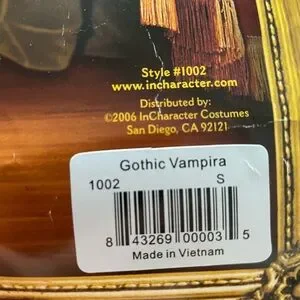 Style #1002
www.incharacter.com
Distributed by:
©2006 InCharacter Costumes
San Diego, CA 92121
Gothic Vampira
1002 S
8 43269 00003 5
Made in Vietnam